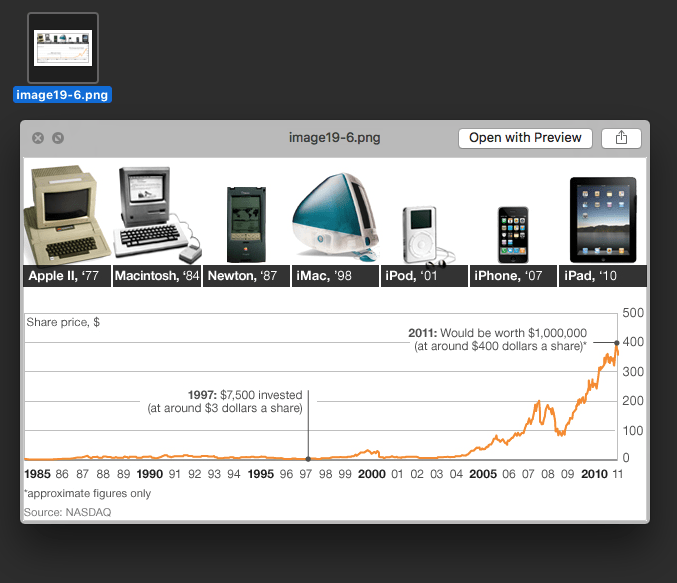 image19-6.png
image19-6.png
Open with Preview
Apple II, ‘77
Macintosh, ‘84
Newton, ‘87
iMac, ’98
iPod, ‘01
iPhone, ‘07
iPad, ‘10
Share price, $
500
2011: Would be worth $1,000,000
(at around $400 dollars a share)*
400
300
1997: $7,500 invested
(at around $3 dollars a share)
200
100
0
1985 86 87 88 89 1990 91 92 93 94 1995 96 97 98 99 2000 01 02 03 04 2005 06 07 08 09 2010 11
*approximate figures only
Source: NASDAQ